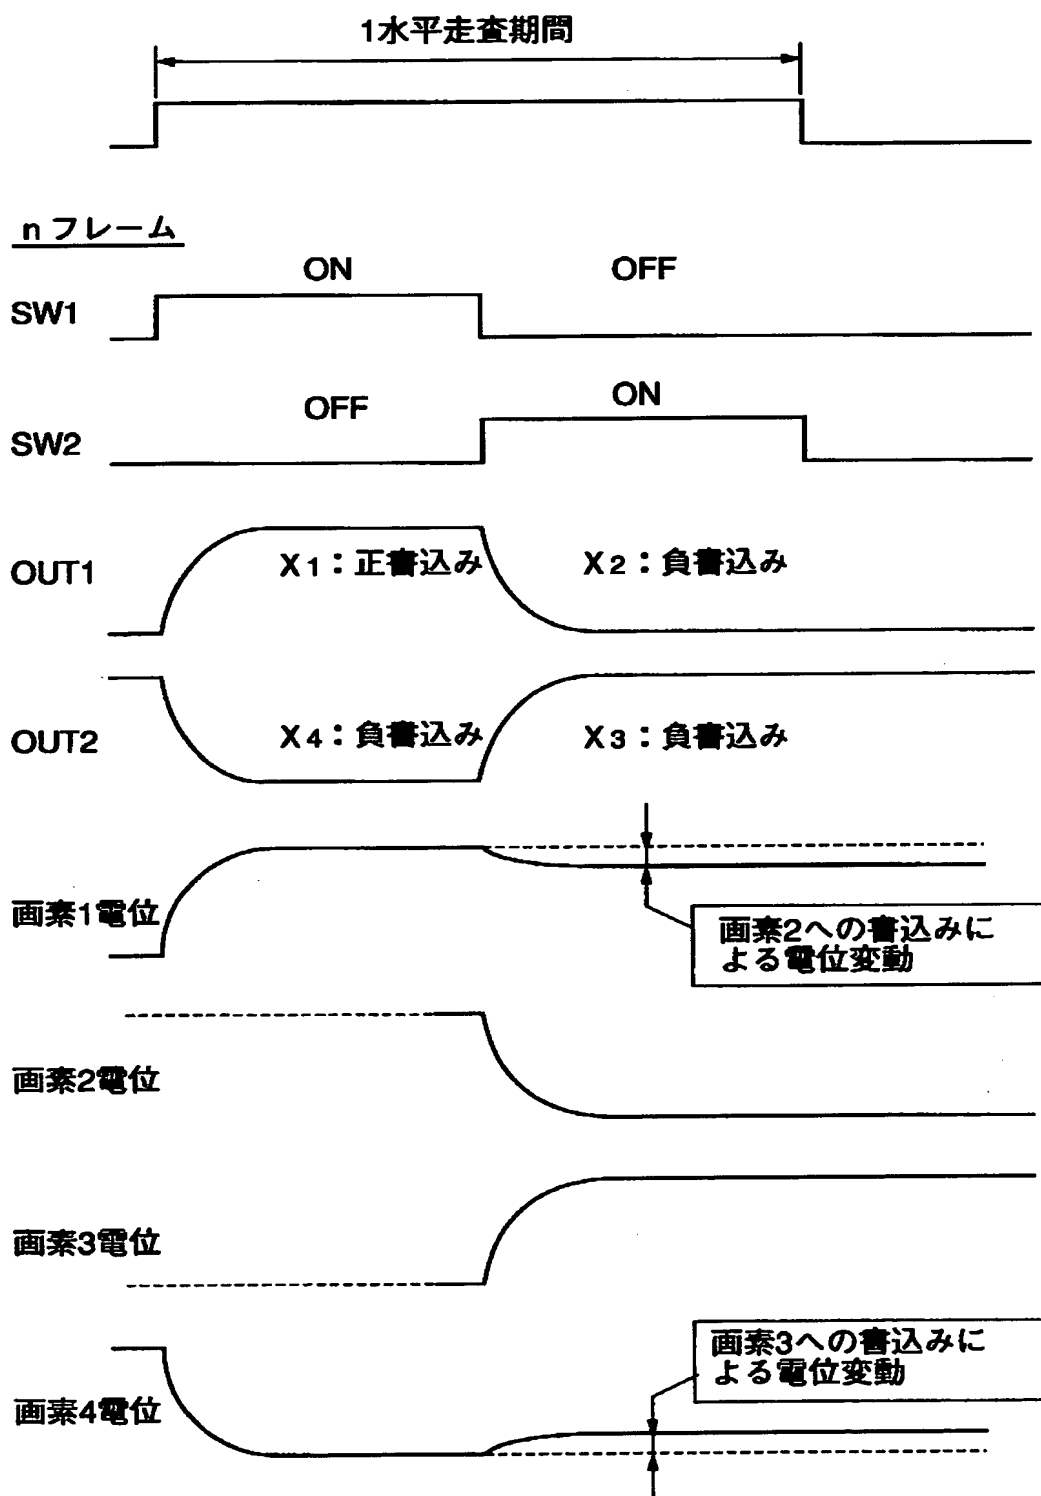 1水平走査期間
n フレーム
ON
OFF
SW1
OFF
ON
SW2
OUT1
X1：正書込み
X2：負書込み
OUT2
X4：負書込み
X3：負書込み
画素1電位
画素2への書込みに
よる電位変動
画素2電位
画素3電位
画素3への書込みに
よる電位変動
画素4電位